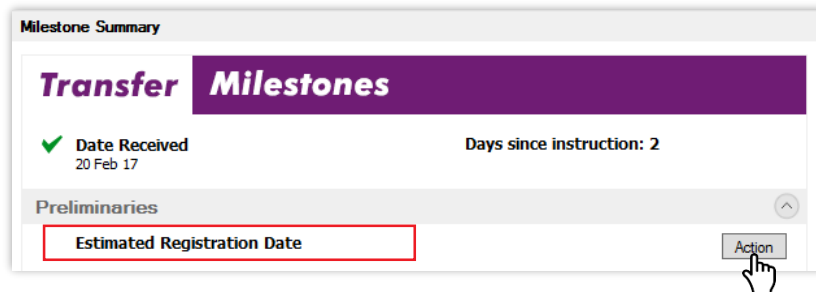 Milestone Summary
Transfer Milestones
Date Received
Days since instruction: 2
20 Feb 17
Preliminaries
Estimated Registration Date
Action